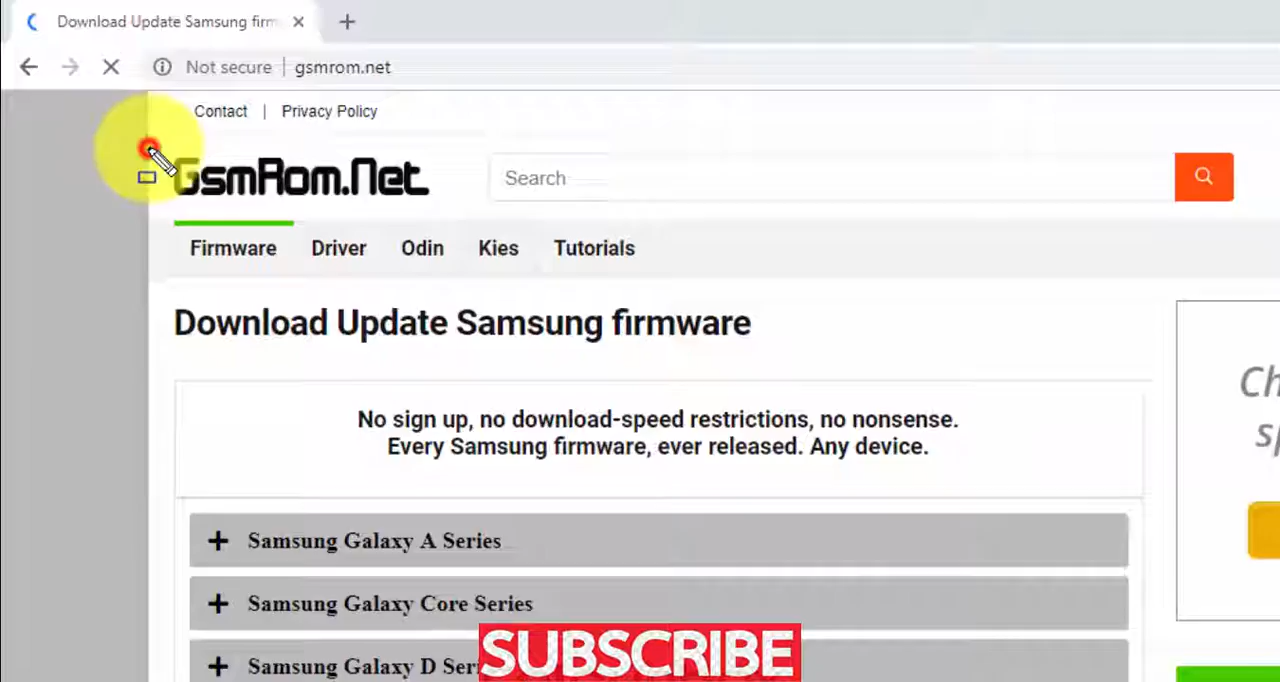 Download Update Samsung firm
Not secure | gsmrom.net
Contact | Privacy Policy
GsmRom.Net
Search
Firmware Driver Odin Kies Tutorials
Download Update Samsung firmware
No sign up, no download-speed restrictions, no nonsense.
Every Samsung firmware, ever released. Any device.
Ch
sp
+ Samsung Galaxy A Series
+ Samsung Galaxy Core Series
+ Samsung Galaxy D Ser
SUBSCRIBE